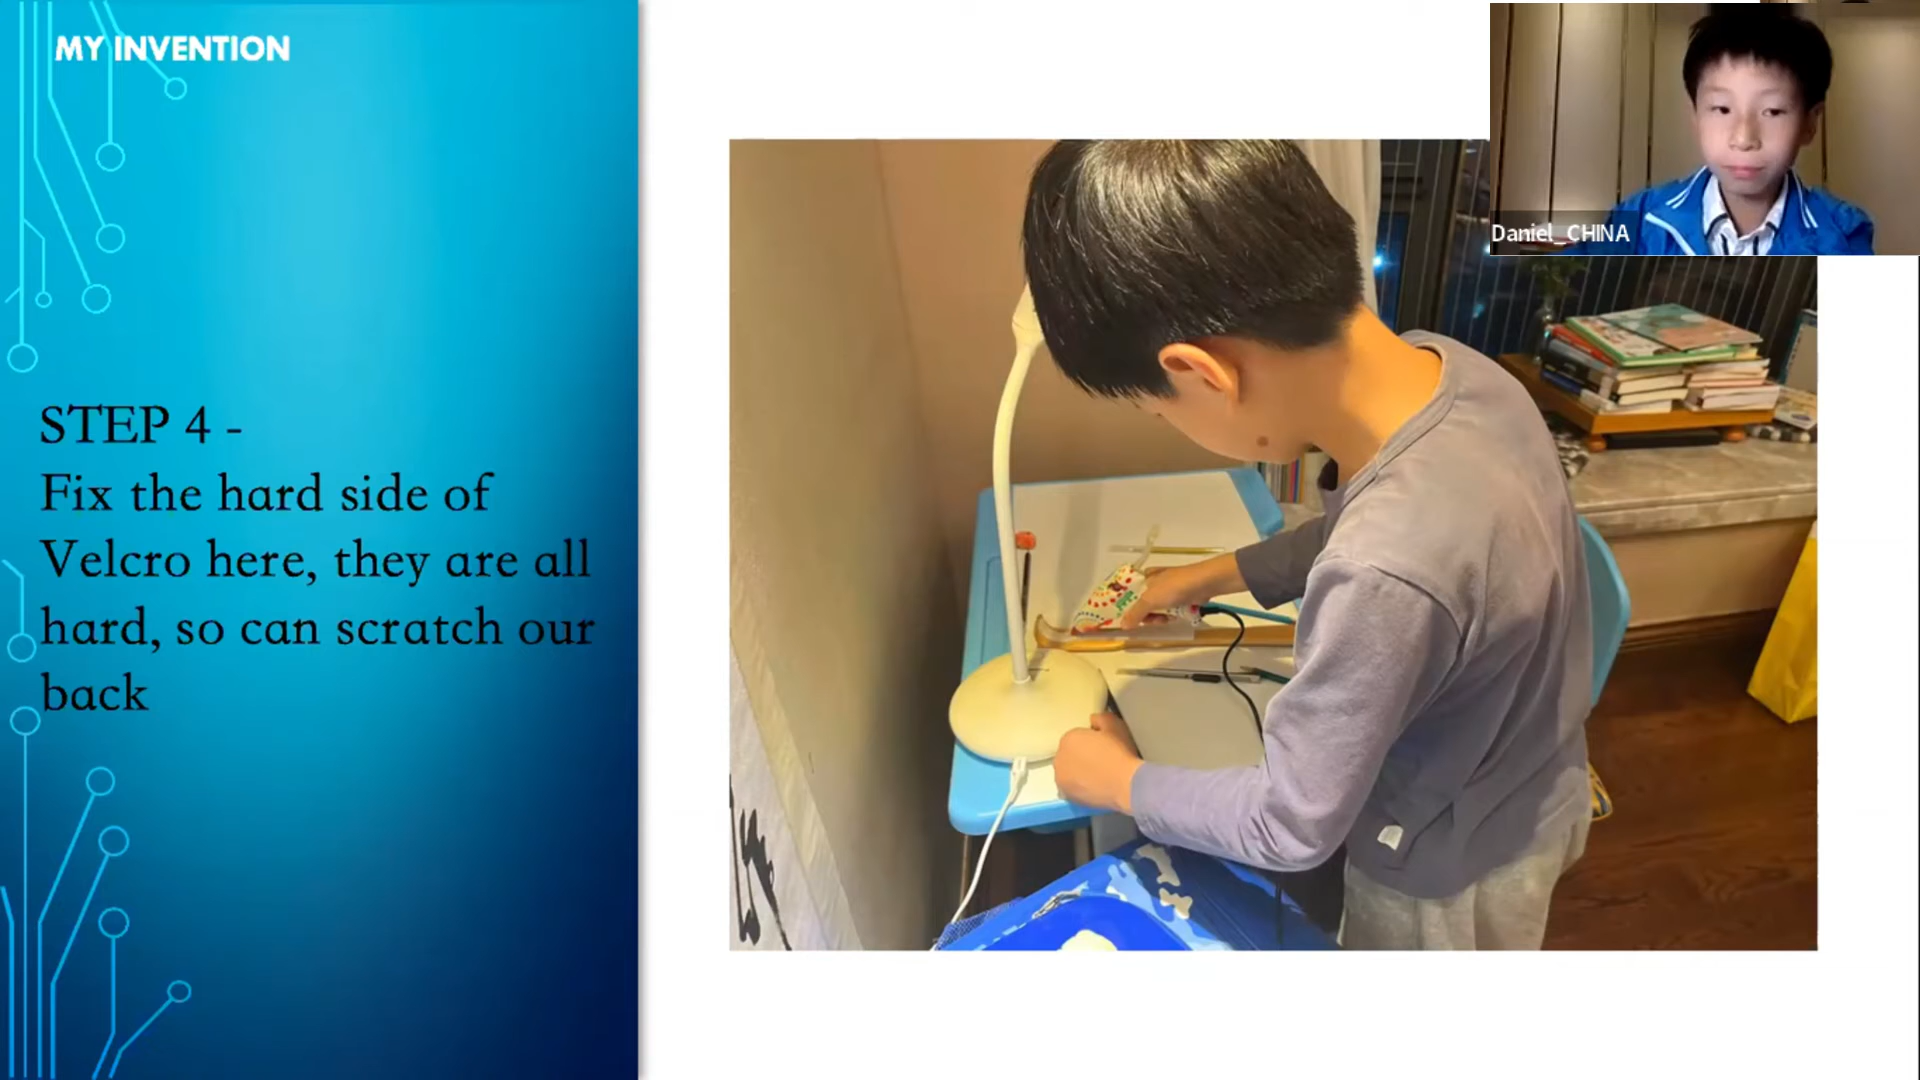 MY INVENTION
STEP 4 -
Fix the hard side of
Velcro here, they are all
hard, so can scratch our
back
Daniel_CHINA